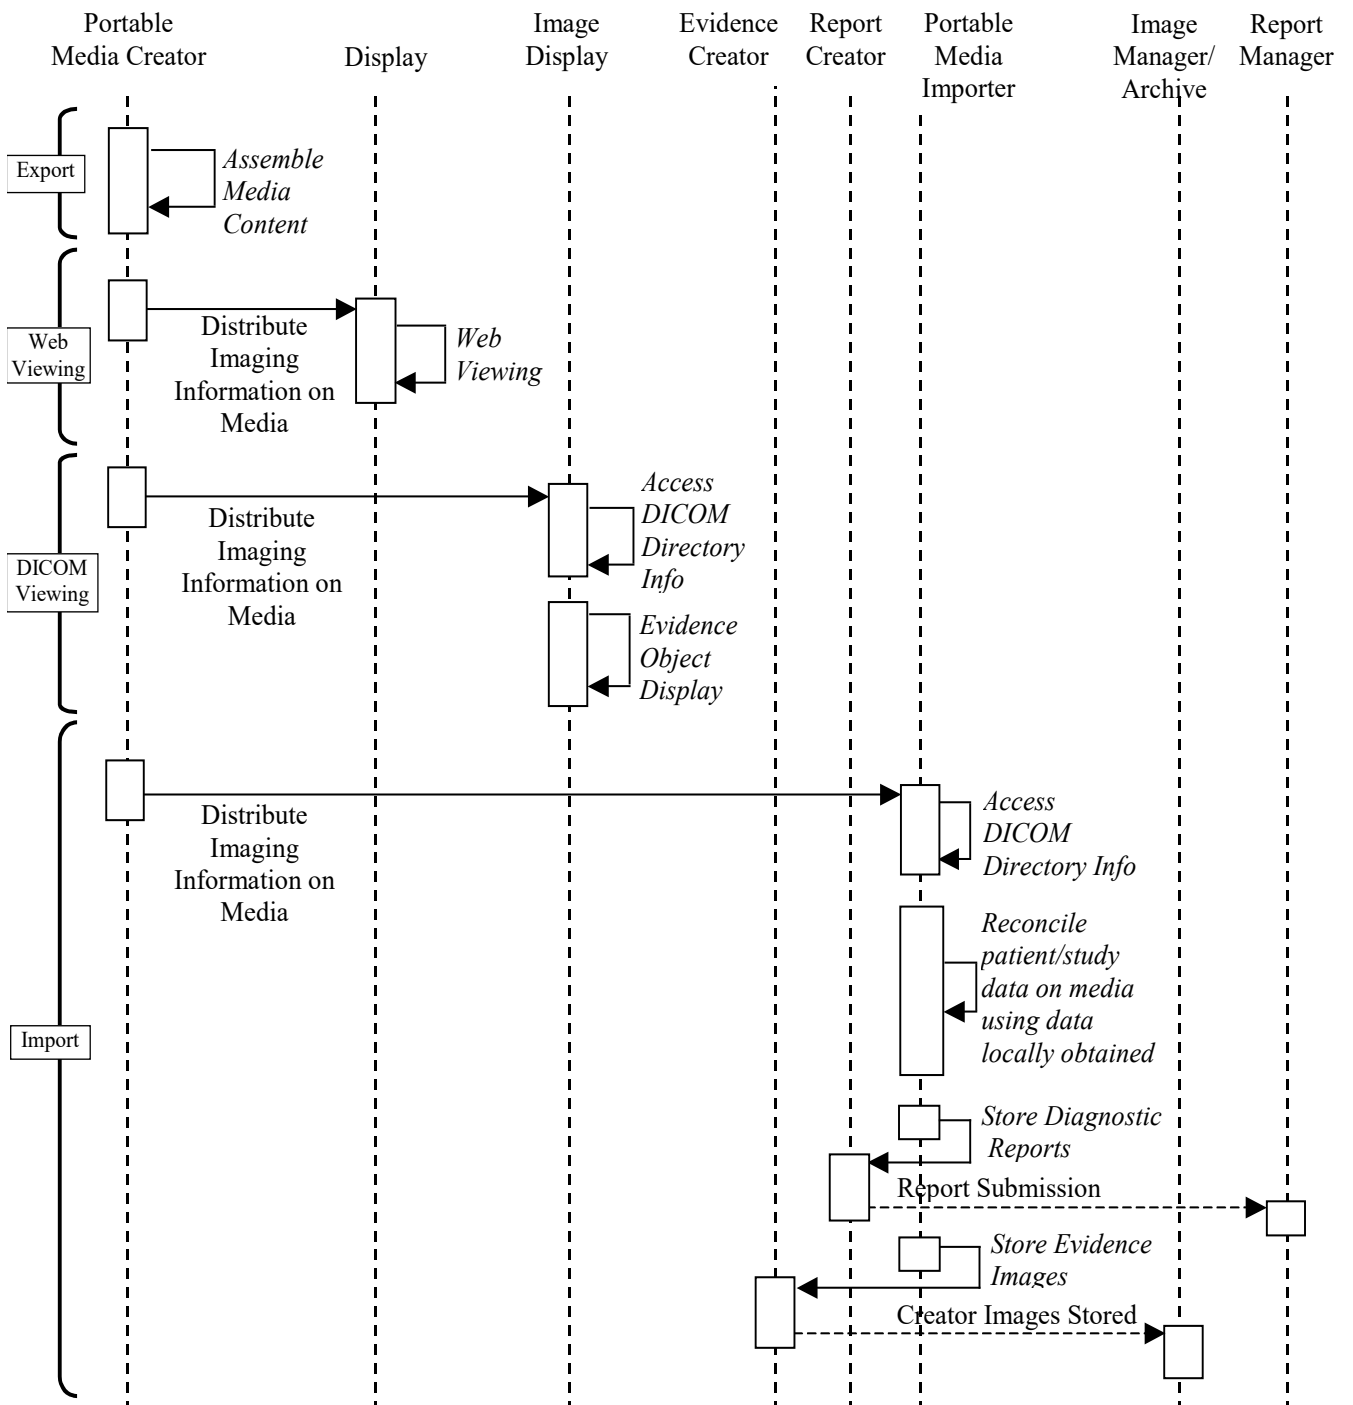 Portable
Media Creator
Display
Image
Display
Evidence
Creator
Report
Creator
Portable
Media
Importer
Image
Manager/
Archive
Report
Manager
Export
Assemble
Media
Content
Web
Viewing
Distribute
Imaging
Information on
Media
Web
Viewing
DICOM
Viewing
Distribute
Imaging
Information on
Media
Access
DICOM
Directory
Info
Evidence
Object
Display
Import
Distribute
Imaging
Information on
Media
Access
DICOM
Directory Info
Reconcile
patient/study
data on media
using data
locally obtained
Store Diagnostic
Reports
Report Submission
Store Evidence
Images
Creator Images Stored